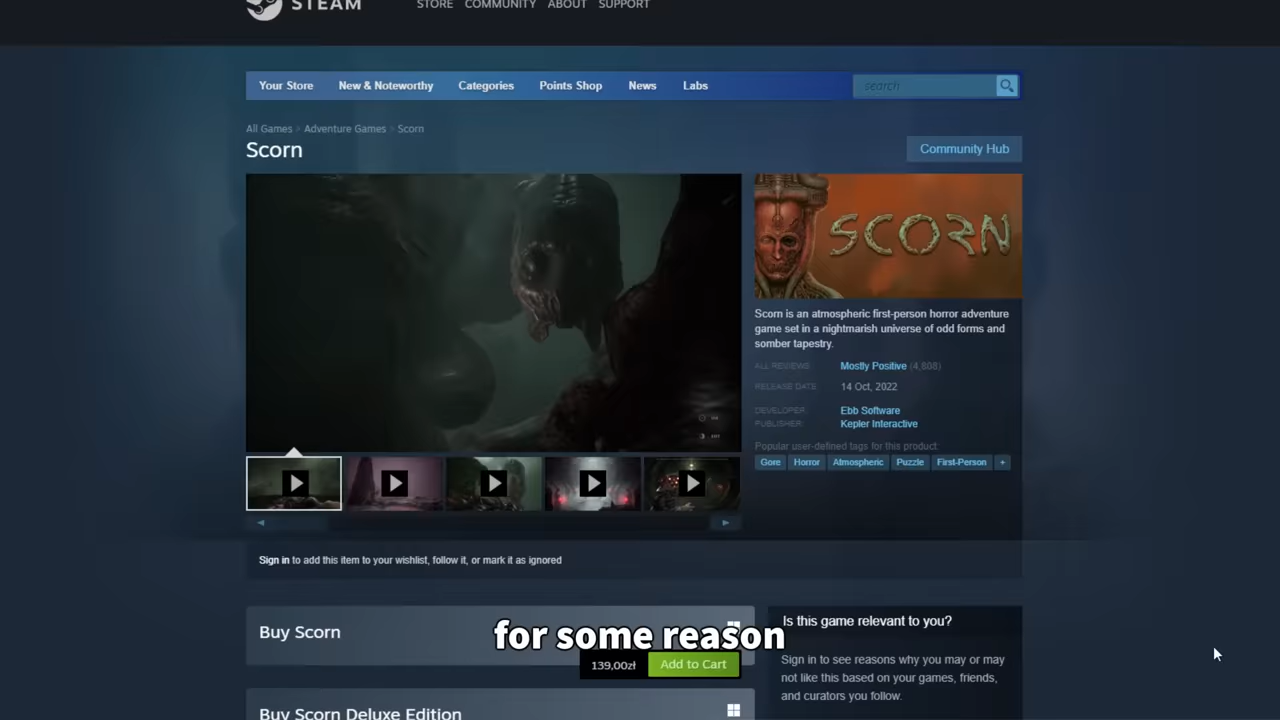 STEAM
STORE COMMUNITY ABOUT SUPPORT
Your Store New & Noteworthy Categories Points Shop News Labs
search
All Games > Adventure Games > Scorn
Scorn
Community Hub
SCORN
Scorn is an atmospheric first-person horror adventure
game set in a nightmarish universe of odd forms and
somber tapestry.
ALL REVIEWS: Mostly Positive (4,808)
RELEASE DATE: 14 Oct, 2022
DEVELOPER: Ebb Software
PUBLISHER: Kepler Interactive
Popular user-defined tags for this product:
Gore Horror Atmospheric Puzzle First-Person +
Sign in to add this item to your wishlist, follow it, or mark it as ignored
Buy Scorn
for some reason
139,00zł Add to Cart
Buy Scorn Deluxe Edition
Is this game relevant to you?
Sign in to see reasons why you may or may
not like this based on your games, friends,
and curators you follow.